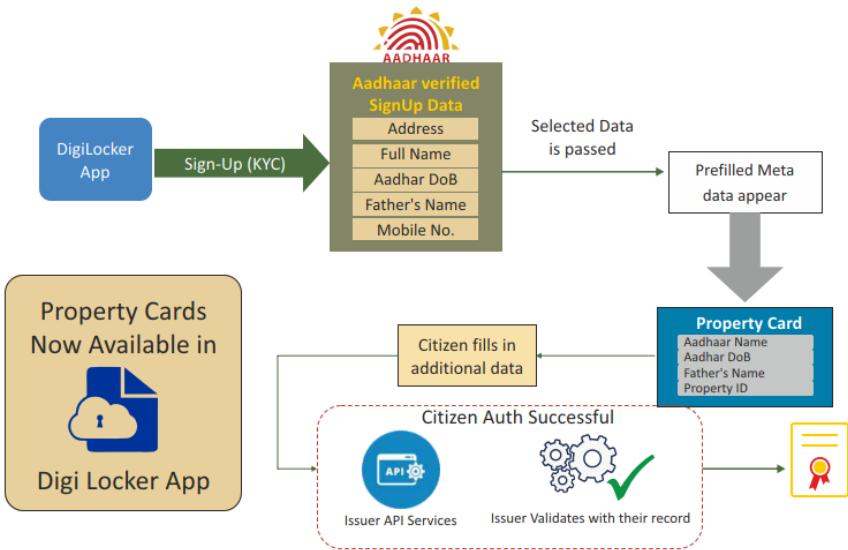 AADHAAR
Aadhaar verified
SignUp Data
Address
Full Name
Aadhar DoB
Father's Name
Mobile No.
DigiLocker
App
Sign-Up (KYC)
Selected Data
is passed
Prefilled Meta
data appear
Property Cards
Now Available in
Digi Locker App
Citizen fills in
additional data
Property Card
Aadhaar Name
Aadhar DoB
Father's Name
Property ID
Citizen Auth Successful
API
Issuer API Services
Issuer Validates with their record